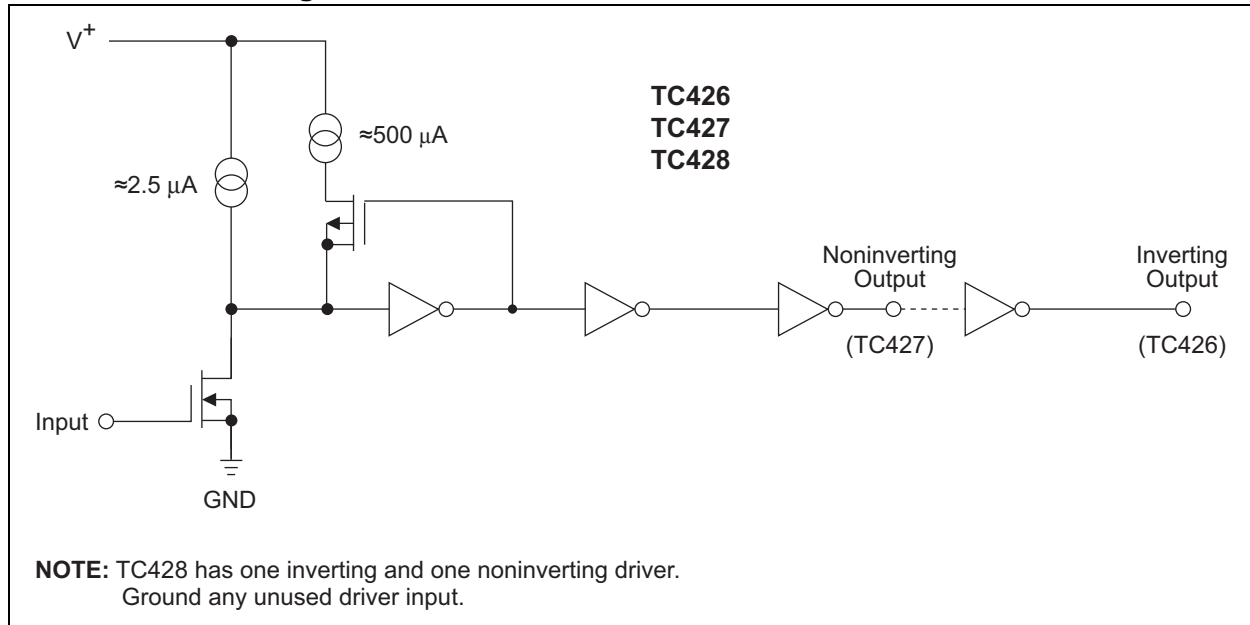 V+
≈500 μA
≈2.5 μA
TC426
TC427
TC428
Noninverting
Output
(TC427)
Inverting
Output
(TC426)
Input
GND
NOTE: TC428 has one inverting and one noninverting driver.
Ground any unused driver input.